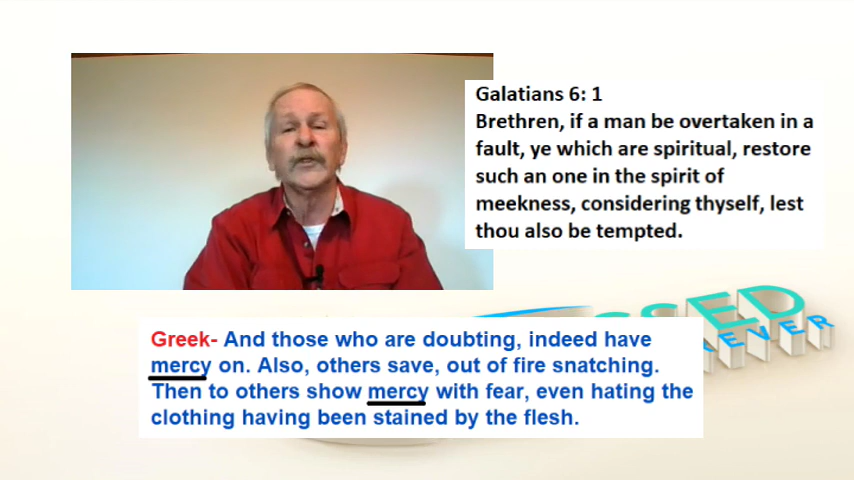 Galatians 6: 1
Brethren, if a man be overtaken in a
fault, ye which are spiritual, restore
such an one in the spirit of
meekness, considering thyself, lest
thou also be tempted.
Greek- And those who are doubting, indeed have
mercy on. Also, others save, out of fire snatching.
Then to others show mercy with fear, even hating the
clothing having been stained by the flesh.